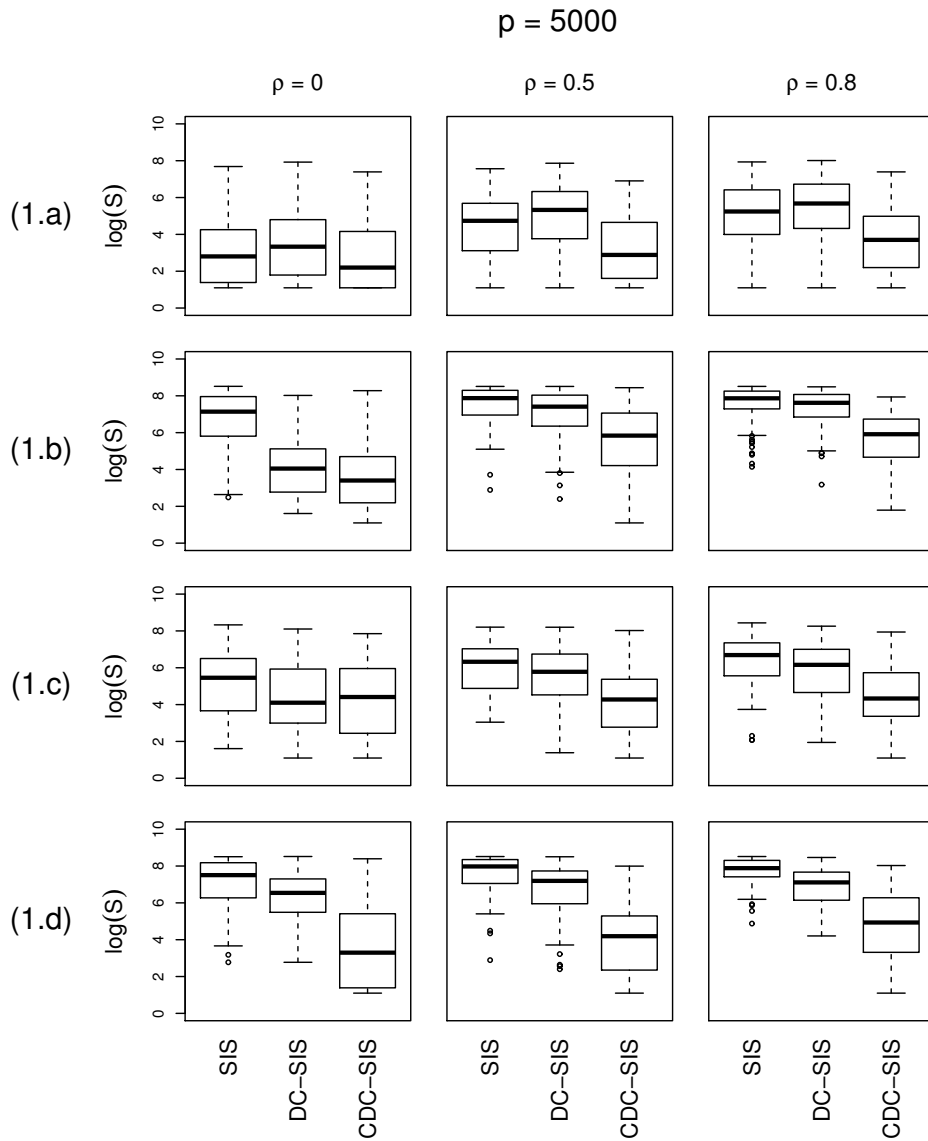 p = 5000
ρ = 0
ρ = 0.5
ρ = 0.8
(1.a)
log(S)
0 2 4 6 8 10
(1.b)
log(S)
0 2 4 6 8 10
(1.c)
log(S)
0 2 4 6 8 10
(1.d)
log(S)
0 2 4 6 8 10
SIS
DC−SIS
CDC−SIS
SIS
DC−SIS
CDC−SIS
SIS
DC−SIS
CDC−SIS